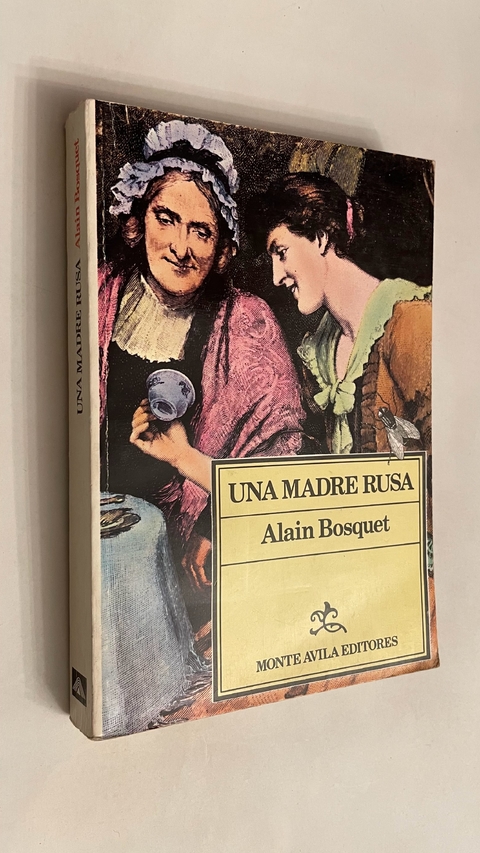 UNA MADRE RUSA Alain Bosquet
UNA MADRE RUSA
Alain Bosquet
MONTE AVILA EDITORES